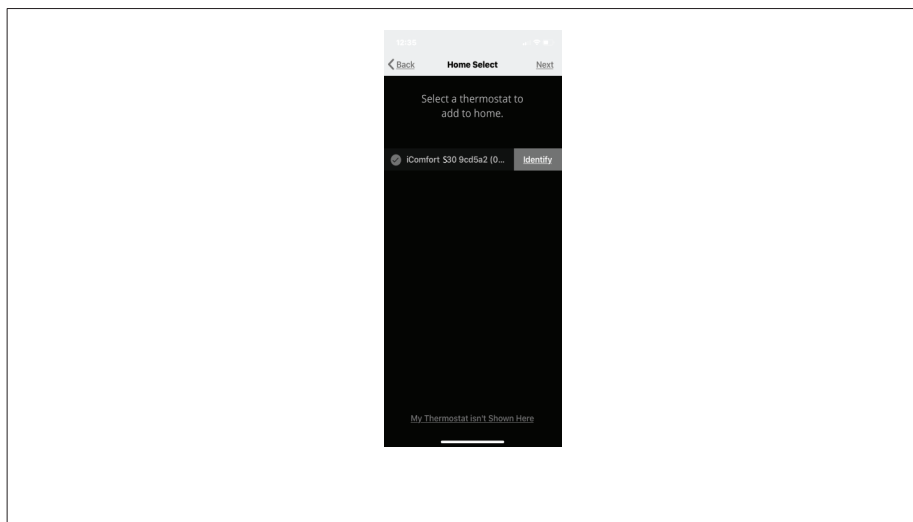 Back Home Select Next
Select a thermostat to
add to home.
iComfort S30 9cd5a2 (0... Identify
My Thermostat isn't Shown Here